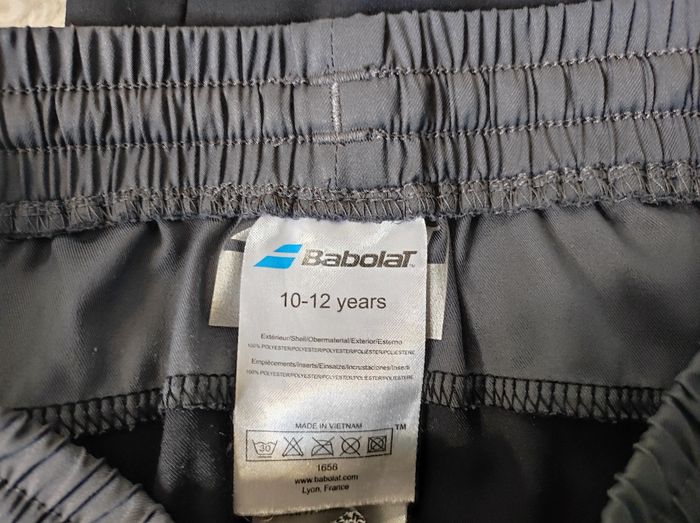 BabolaT
10-12 years
Extérieur/Shell/Obermaterial/Exterior/Esterno
100% POLYESTER/POLYESTER/POLYESTER/POLIÉSTER/POLIESTERE
Empiècements/Inserts/Einsätze/Incrustaciones/Inserti
100% POLYESTER/POLYESTER/POLYESTER/POLIÉSTER/POLIESTERE
MADE IN VIETNAM
TM
30
1656
www.babolat.com
Lyon, France